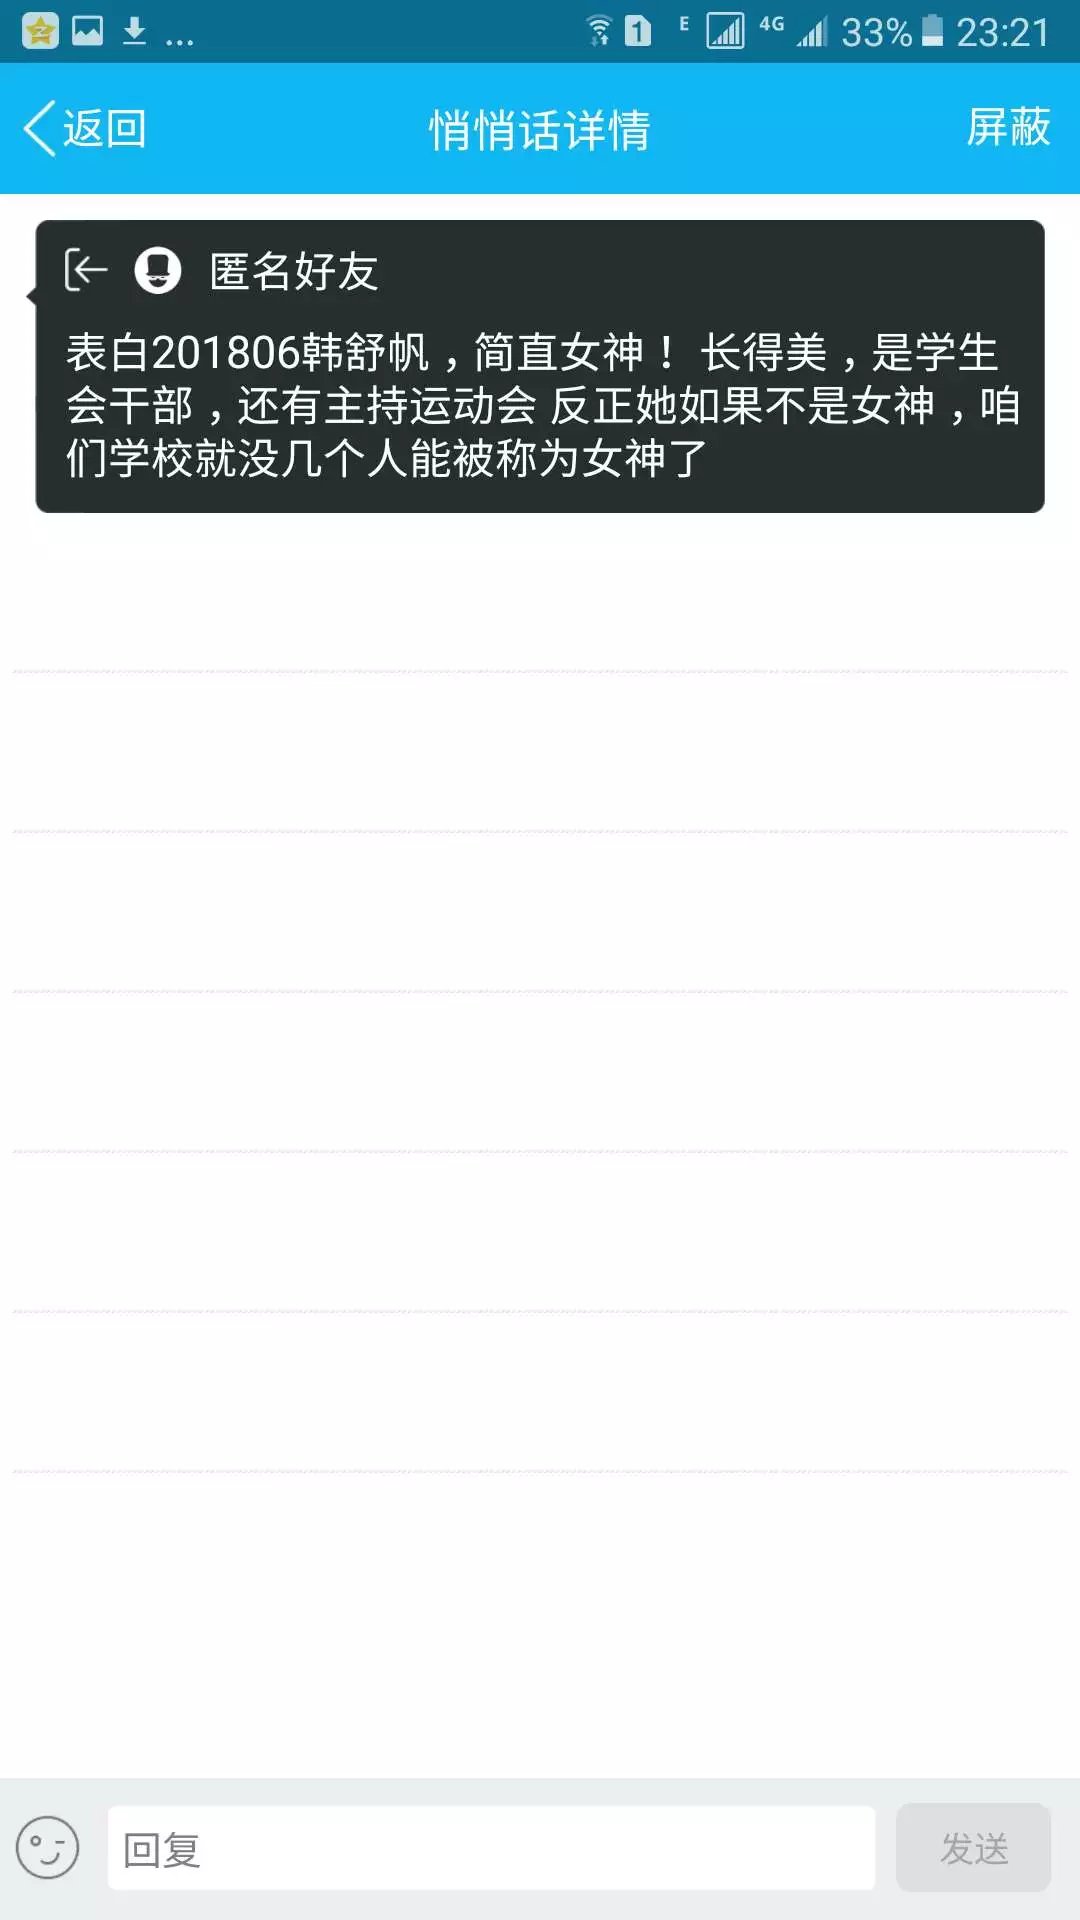 ... 1 E 4G 33% 23:21
返回 悄悄话详情 屏蔽
匿名好友
表白201806韩舒帆，简直女神！ 长得美，是学生
会干部，还有主持运动会 反正她如果不是女神，咱
们学校就没几个人能被称为女神了
回复 发送